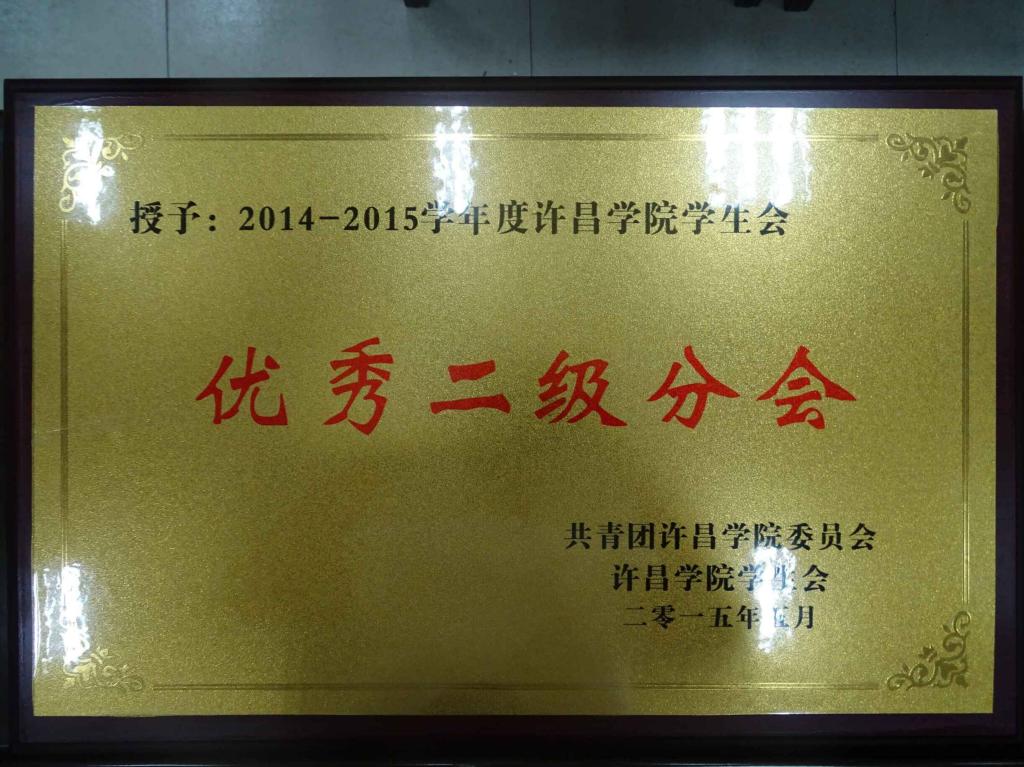 授予：2014-2015学年度许昌学院学生会
优秀二级分会
共青团许昌学院委员会
许昌学院学生会
二零一五年五月